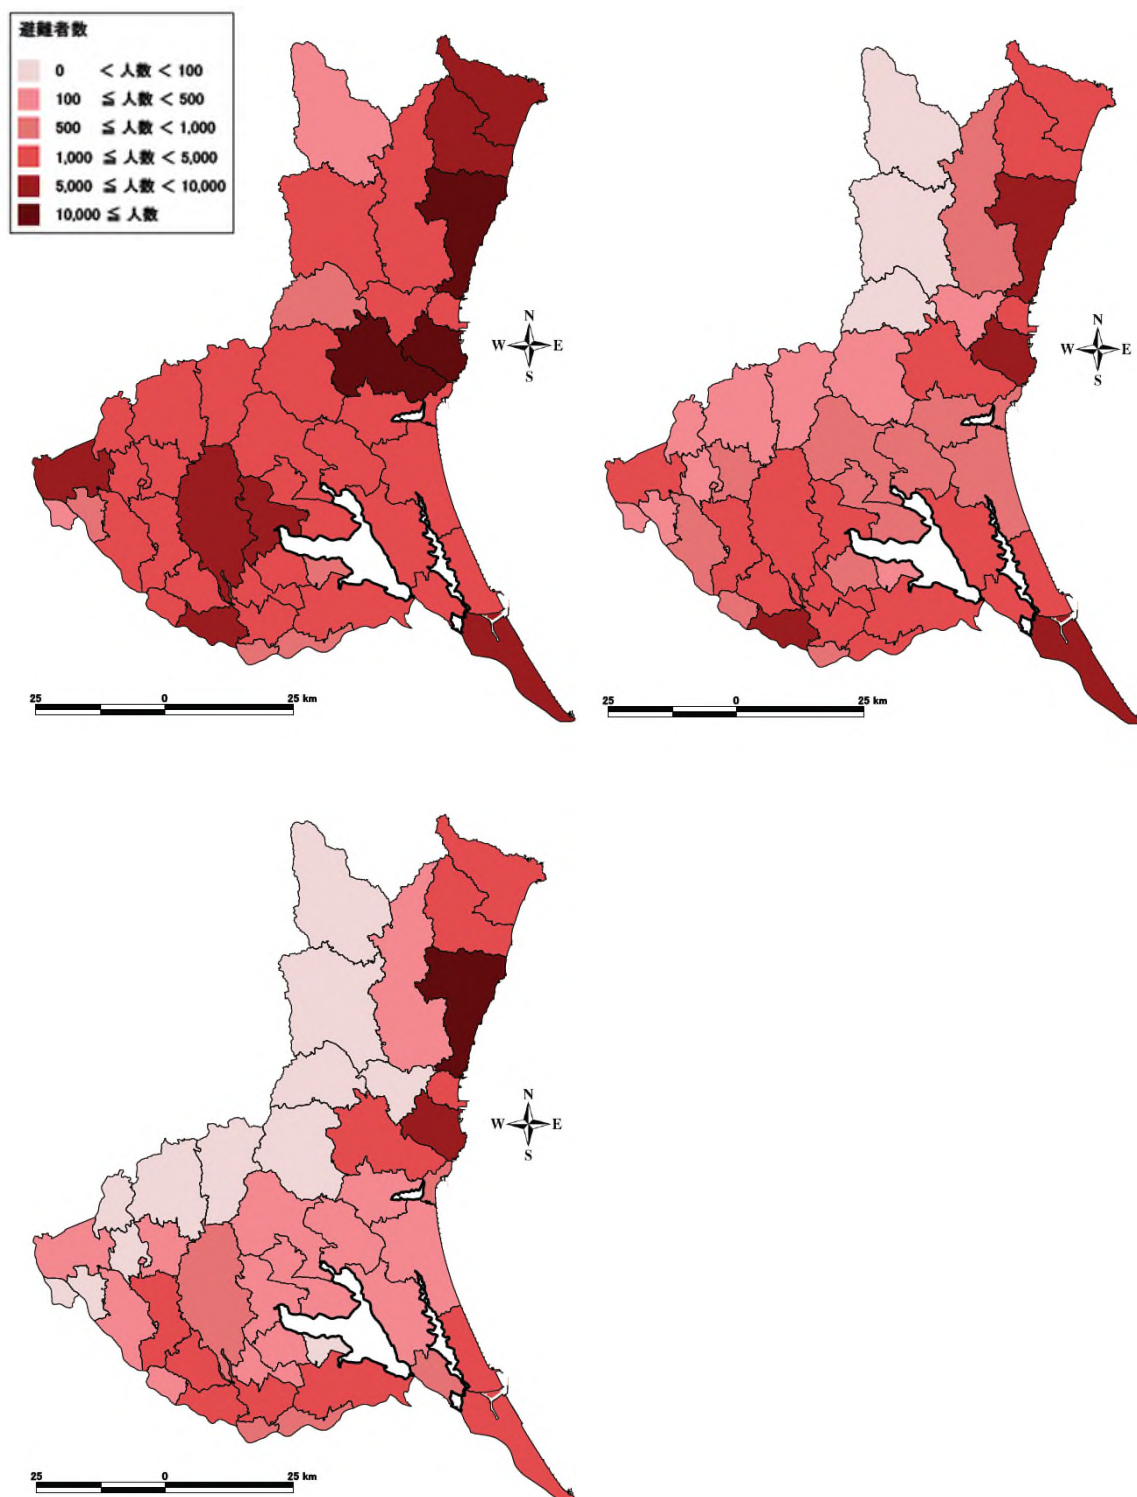 避難者数
0 < 人数 < 100
100 ≦ 人数 < 500
500 ≦ 人数 < 1,000
1,000 ≦ 人数 < 5,000
5,000 ≦ 人数 < 10,000
10,000 ≦ 人数
N
W E
S
25 0 25 km
N
W E
S
25 0 25 km
N
W E
S
25 0 25 km